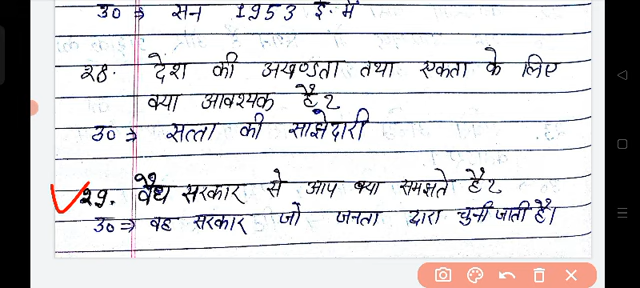 उ० ⇒ सन 1953 ई. में
२८. देश की अखण्डता तथा एकता के लिए
क्या आवश्यक है?
उ० ⇒ सत्ता की साझेदारी
२९. वैध सरकार से आप क्या समझते है?
उ० ⇒ वह सरकार जो जनता द्वारा चुनी जाती है।